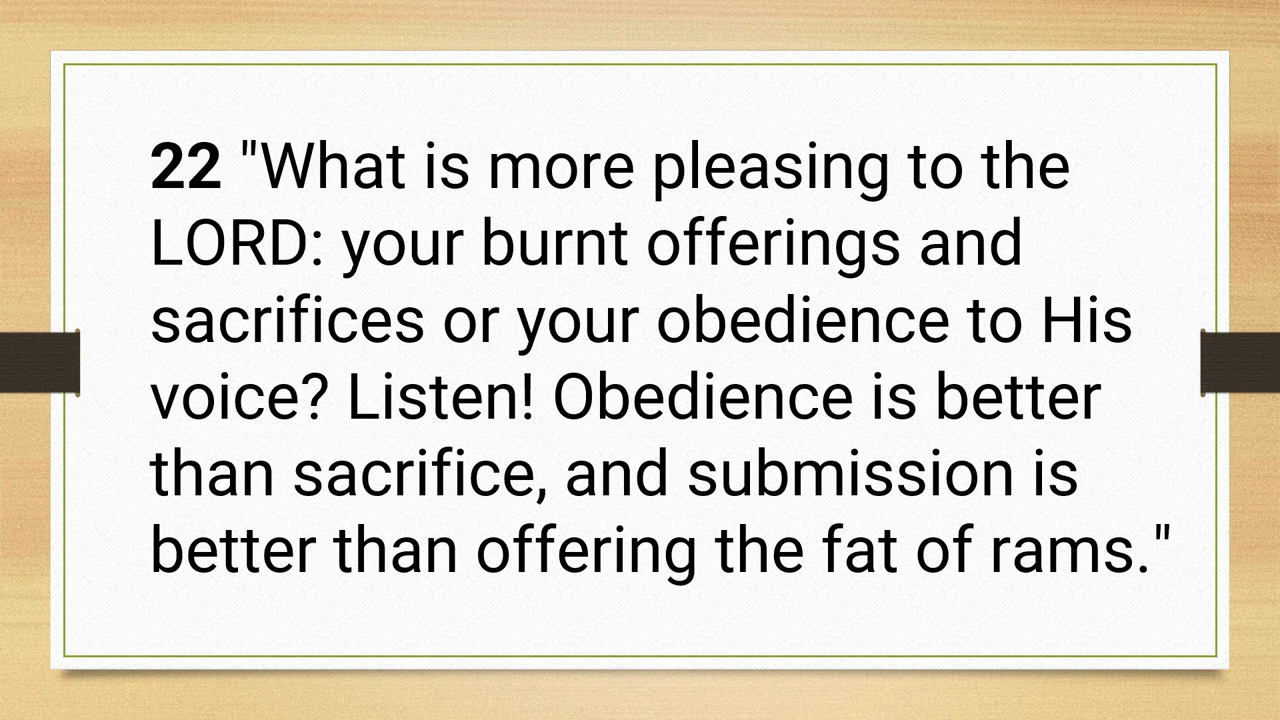 22 "What is more pleasing to the
LORD: your burnt offerings and
sacrifices or your obedience to His
voice? Listen! Obedience is better
than sacrifice, and submission is
better than offering the fat of rams."